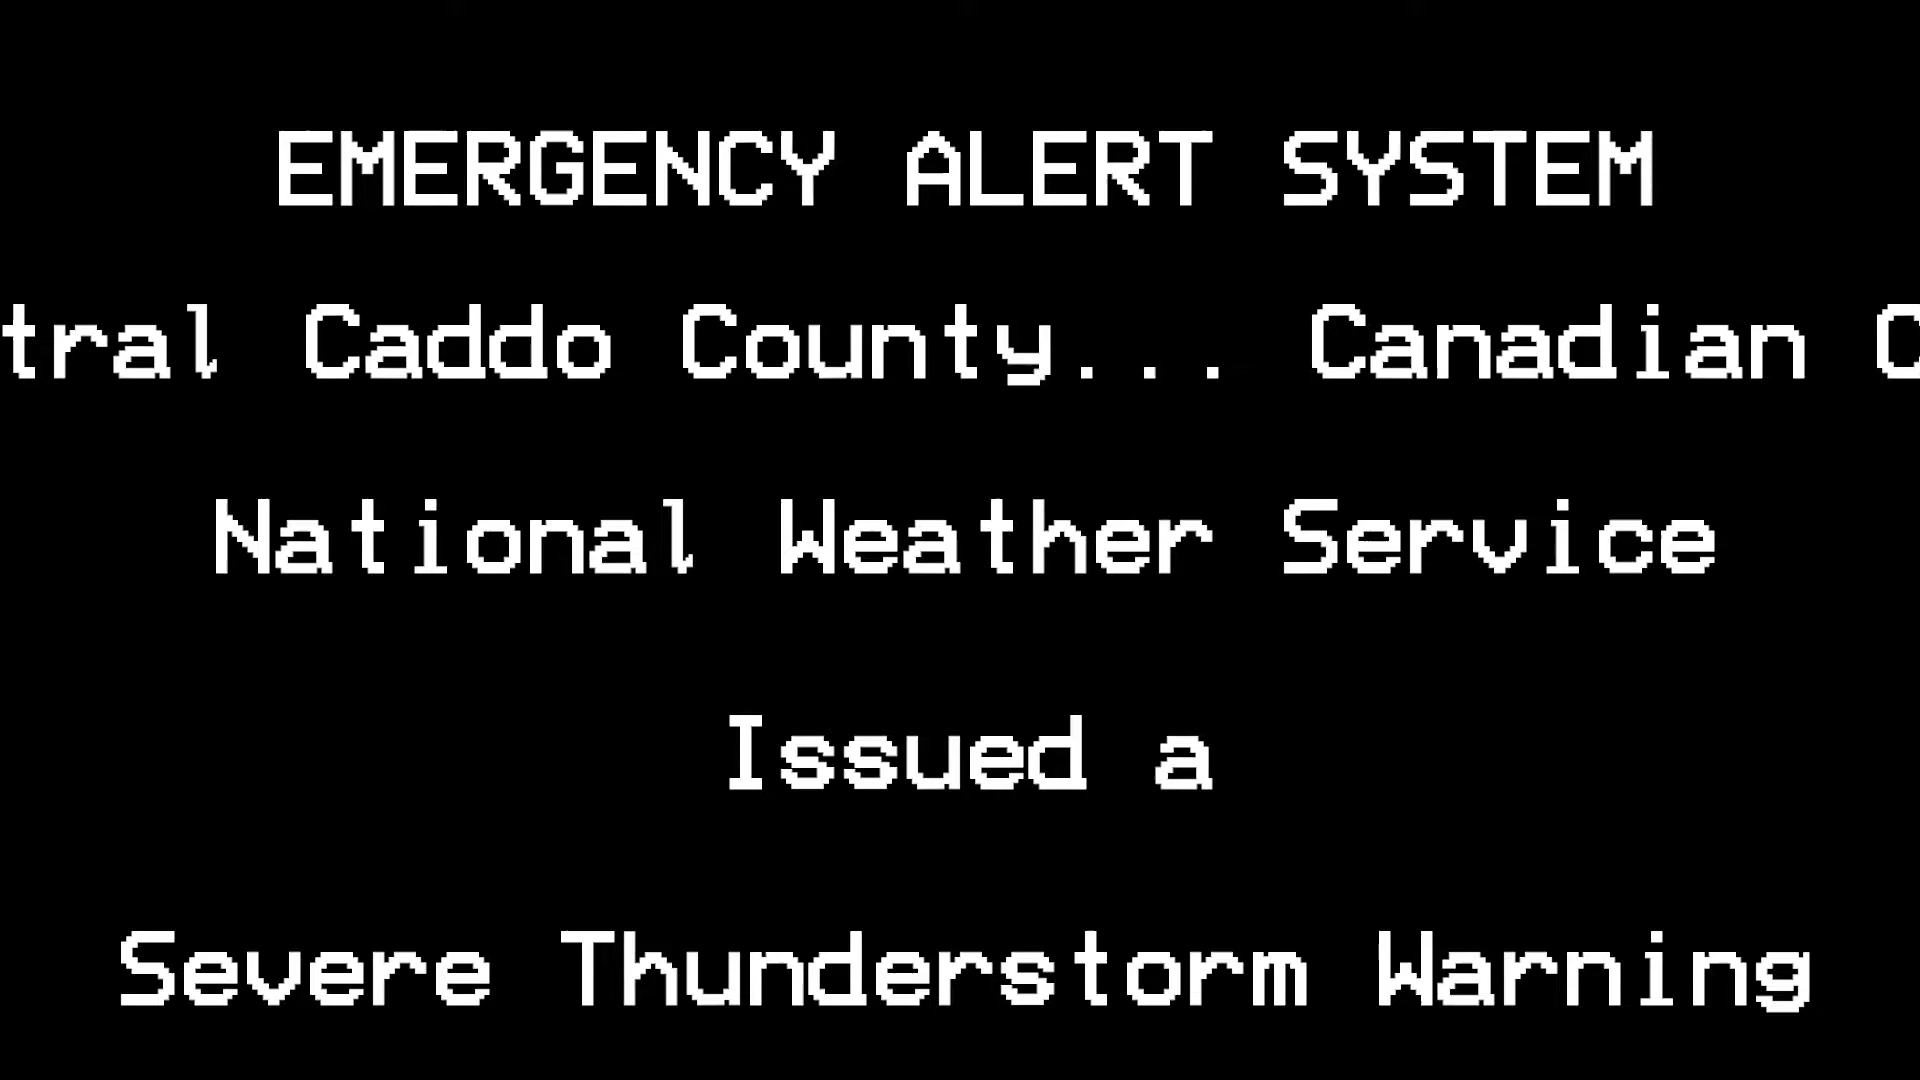 EMERGENCY ALERT SYSTEM
tral Caddo County... Canadian C
National Weather Service
Issued a
Severe Thunderstorm Warning